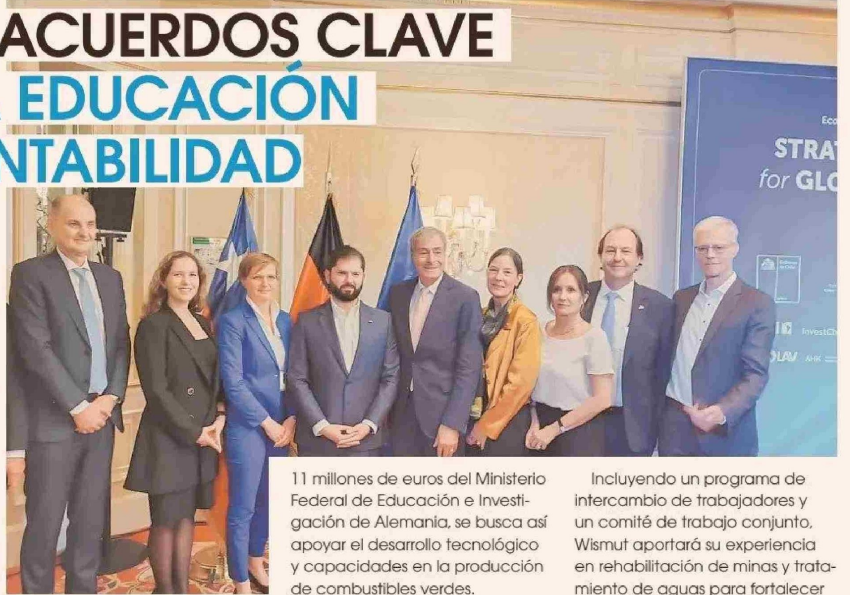 ACUERDOS CLAVE
EDUCACIÓN
NTABILIDAD
Eco
STRAT
for GLO
InvestCh
11 millones de euros del Ministerio
Federal de Educación e Investi-
gación de Alemania, se busca así
apoyar el desarrollo tecnológico
y capacidades en la producción
de combustibles verdes.
Incluyendo un programa de
intercambio de trabajadores y
un comité de trabajo conjunto,
Wismut aportará su experiencia
en rehabilitación de minas y trata-
miento de aguas para fortalecer